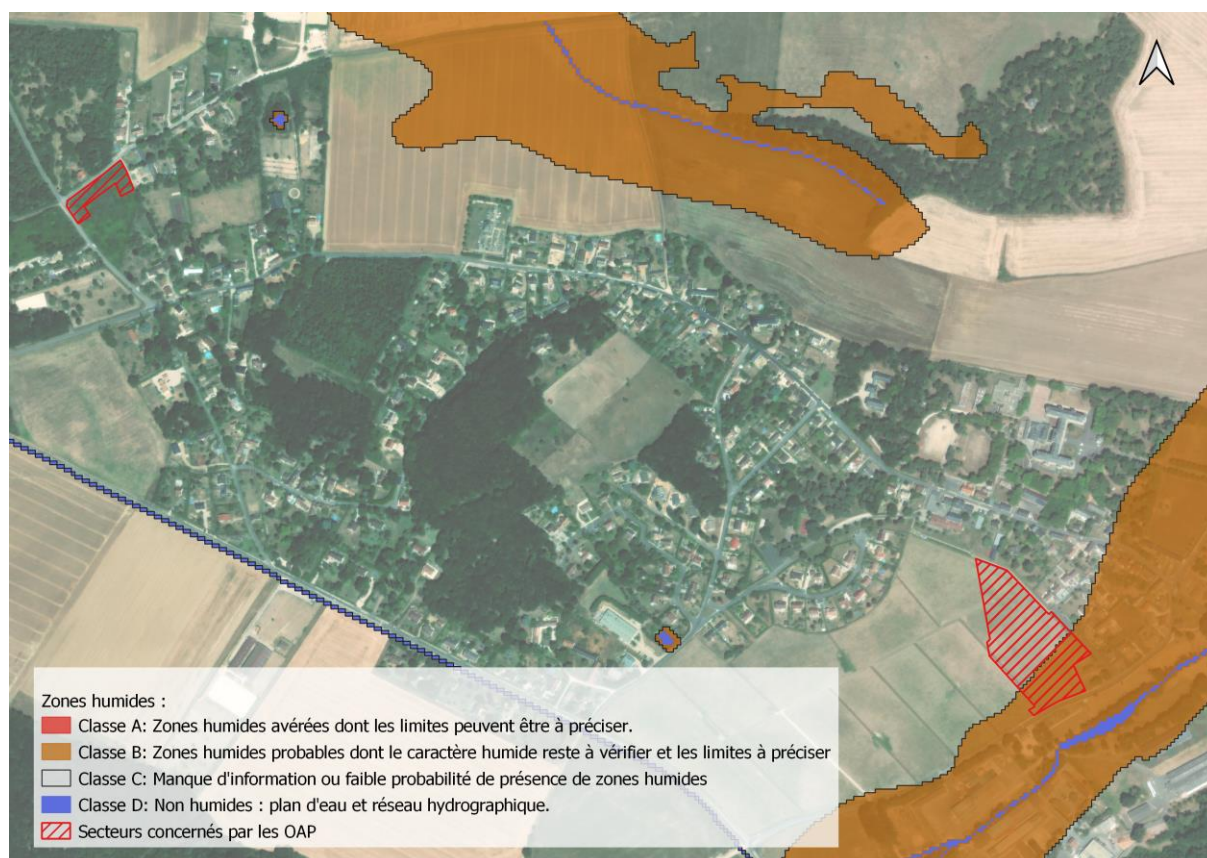 Zones humides :
Classe A: Zones humides avérées dont les limites peuvent être à préciser.
Classe B: Zones humides probables dont le caractère humide reste à vérifier et les limites à préciser
Classe C: Manque d'information ou faible probabilité de présence de zones humides
Classe D: Non humides : plan d'eau et réseau hydrographique.
Secteurs concernés par les OAP